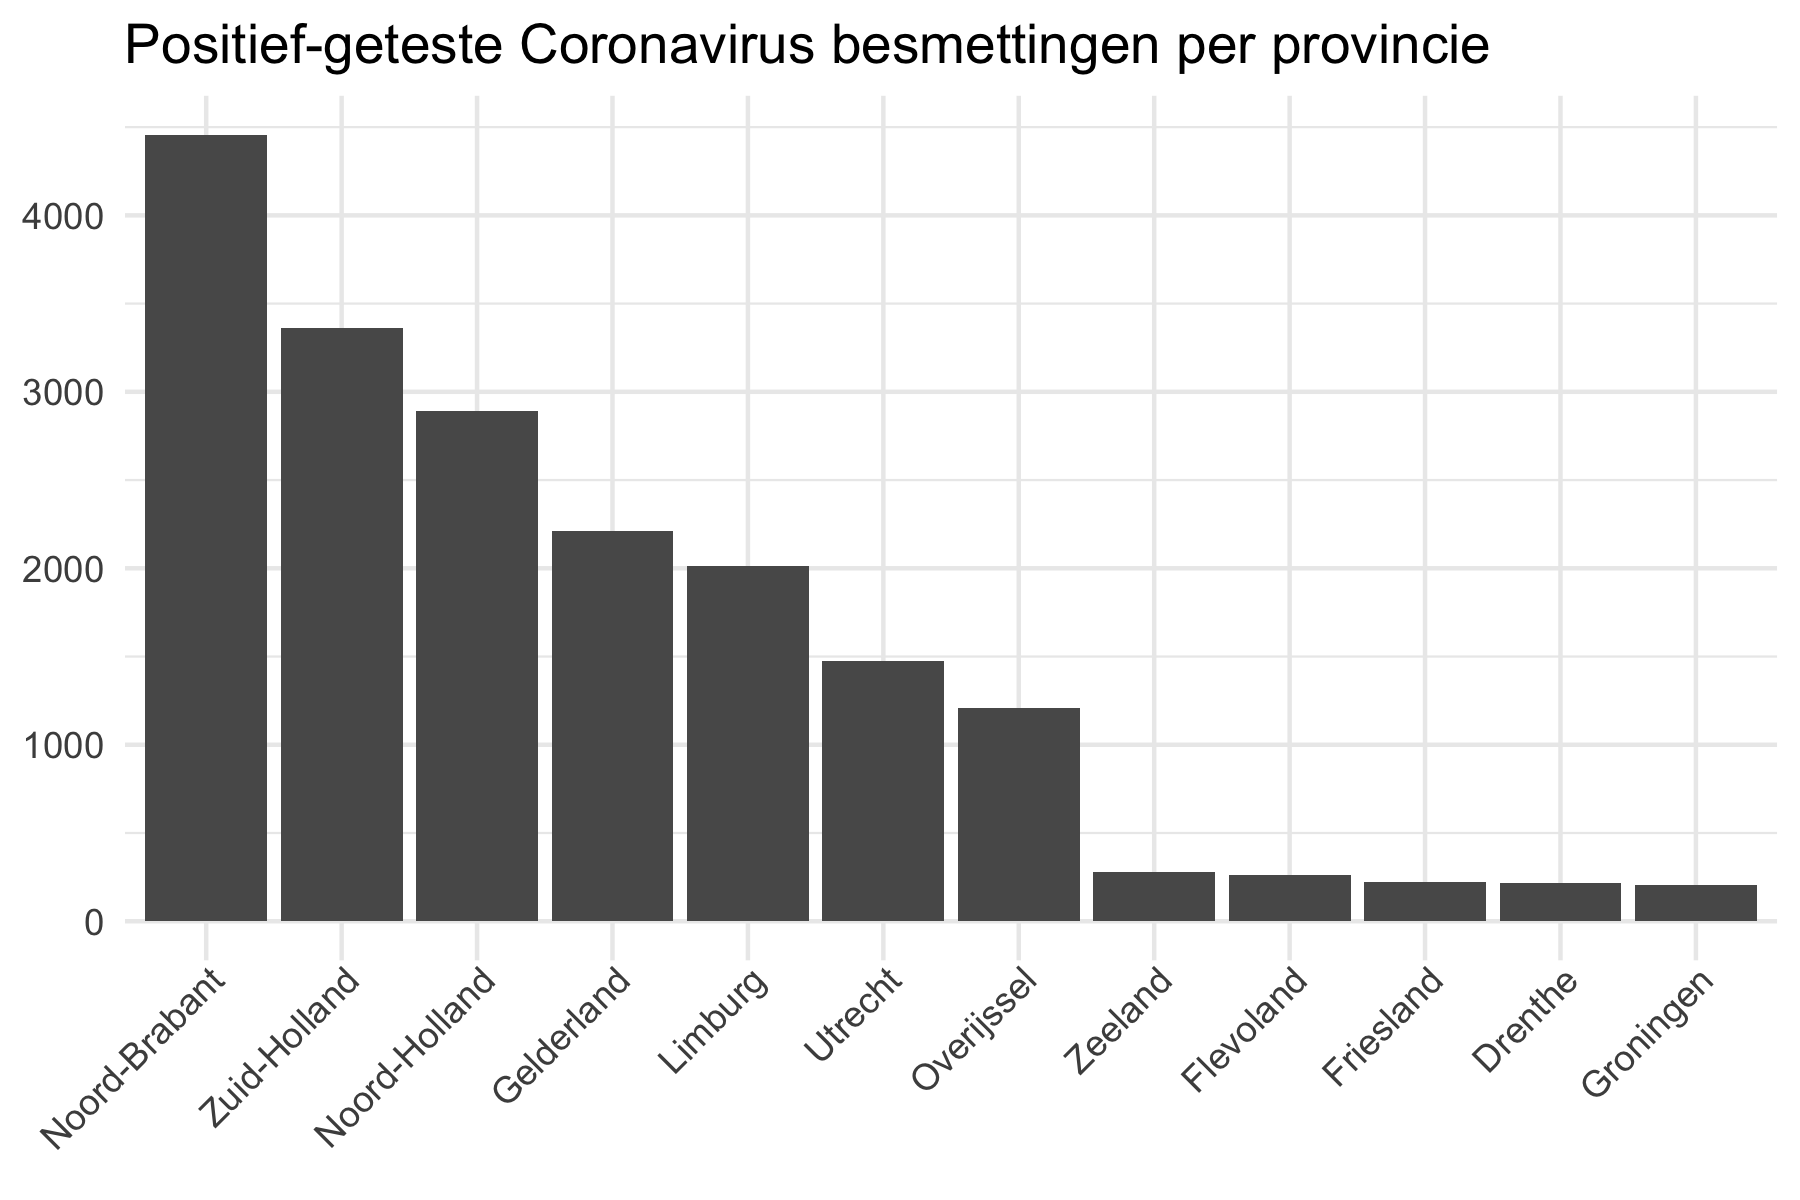 Positief-geteste Coronavirus besmettingen per provincie
4000
3000
2000
1000
0
Noord-Brabant
Zuid-Holland
Noord-Holland
Gelderland
Limburg
Utrecht
Overijssel
Zeeland
Flevoland
Friesland
Drenthe
Groningen